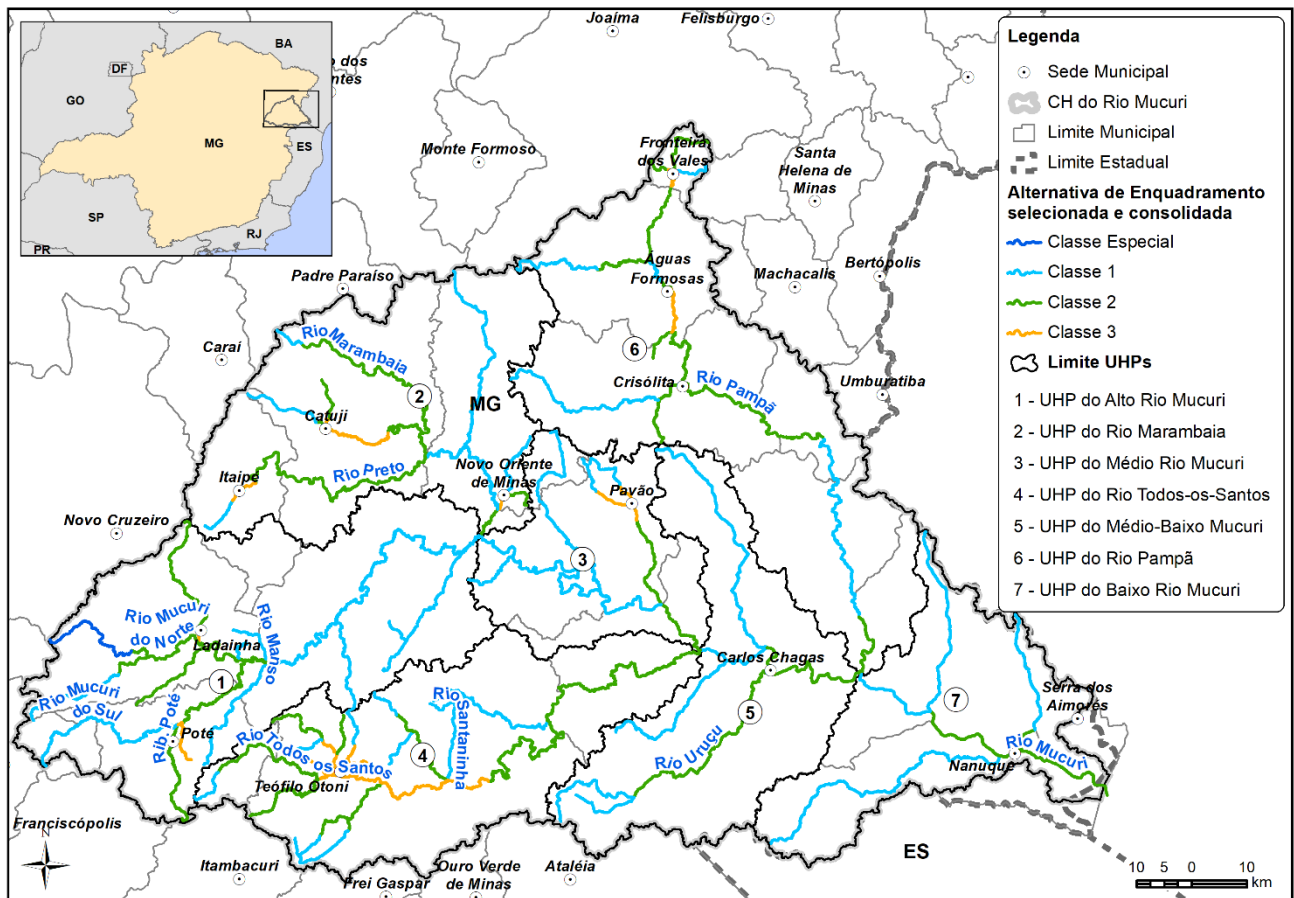 BA
DF
GO
MG
ES
SP
RJ
PR
o dos
ntes
Joaíma
Felisburgo
Monte Formoso
Fronteira
dos Vales
Santa
Helena de
Minas
Padre Paraíso
Águas
Formosas
Machacalis
Bertópolis
Rio Marambaia
Caraí
2
6
Crisólita
Rio Pampã
Umburatiba
MG
Catuji
Itaipé
Rio Preto
Novo Oriente
de Minas
Pavão
Novo Cruzeiro
3
Rio Mucuri
do Norte
Ladainha
Rio Manso
1
Rio Mucuri
do Sul
Rib. Poté
Poté
Carlos Chagas
5
7
Serra dos
Aimorés
Rio Santaninha
4
Rio Todos os Santos
Rio Uruçu
Rio Mucuri
Nanuque
Teófilo Otoni
Franciscópolis
Itambacuri
Frei Gaspar
Ouro Verde
de Minas
Ataléia
ES
N
10 5 0 10
km
Legenda
Sede Municipal
CH do Rio Mucuri
Limite Municipal
Limite Estadual
Alternativa de Enquadramento
selecionada e consolidada
Classe Especial
Classe 1
Classe 2
Classe 3
Limite UHPs
1 - UHP do Alto Rio Mucuri
2 - UHP do Rio Marambaia
3 - UHP do Médio Rio Mucuri
4 - UHP do Rio Todos-os-Santos
5 - UHP do Médio-Baixo Mucuri
6 - UHP do Rio Pampã
7 - UHP do Baixo Rio Mucuri